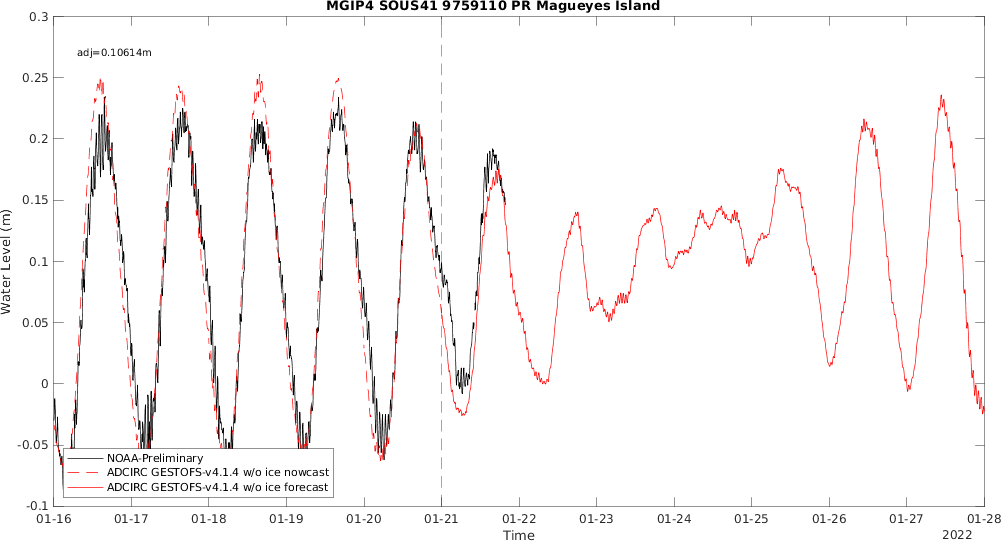 MGIP4 SOUS41 9759110 PR Magueyes Island
adj=0.10614m
0.3
0.25
0.2
0.15
0.1
0.05
0
-0.05
-0.1
Water Level (m)
NOAA-Preliminary
ADCIRC GESTOFS-v4.1.4 w/o ice nowcast
ADCIRC GESTOFS-v4.1.4 w/o ice forecast
01-16 01-17 01-18 01-19 01-20 01-21 01-22 01-23 01-24 01-25 01-26 01-27 01-28
Time
2022